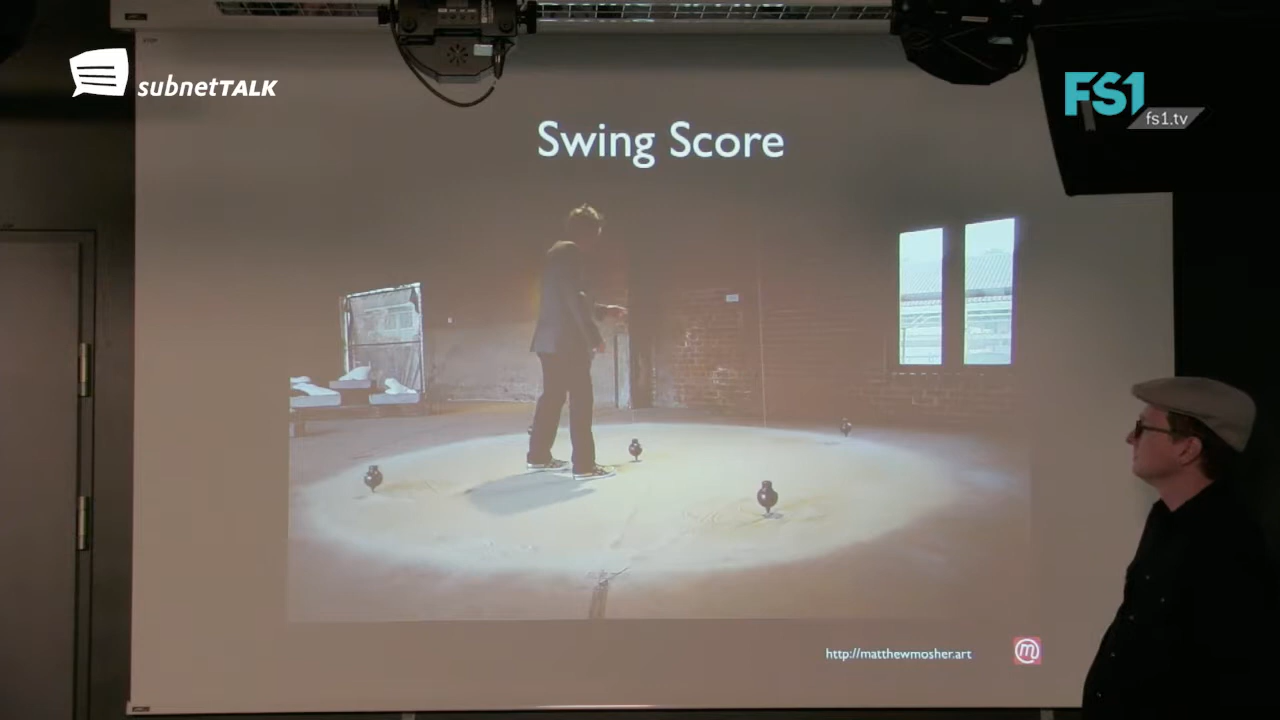 subnetTALK
FS1
fs1.tv
Swing Score
http://matthewmosher.art
m